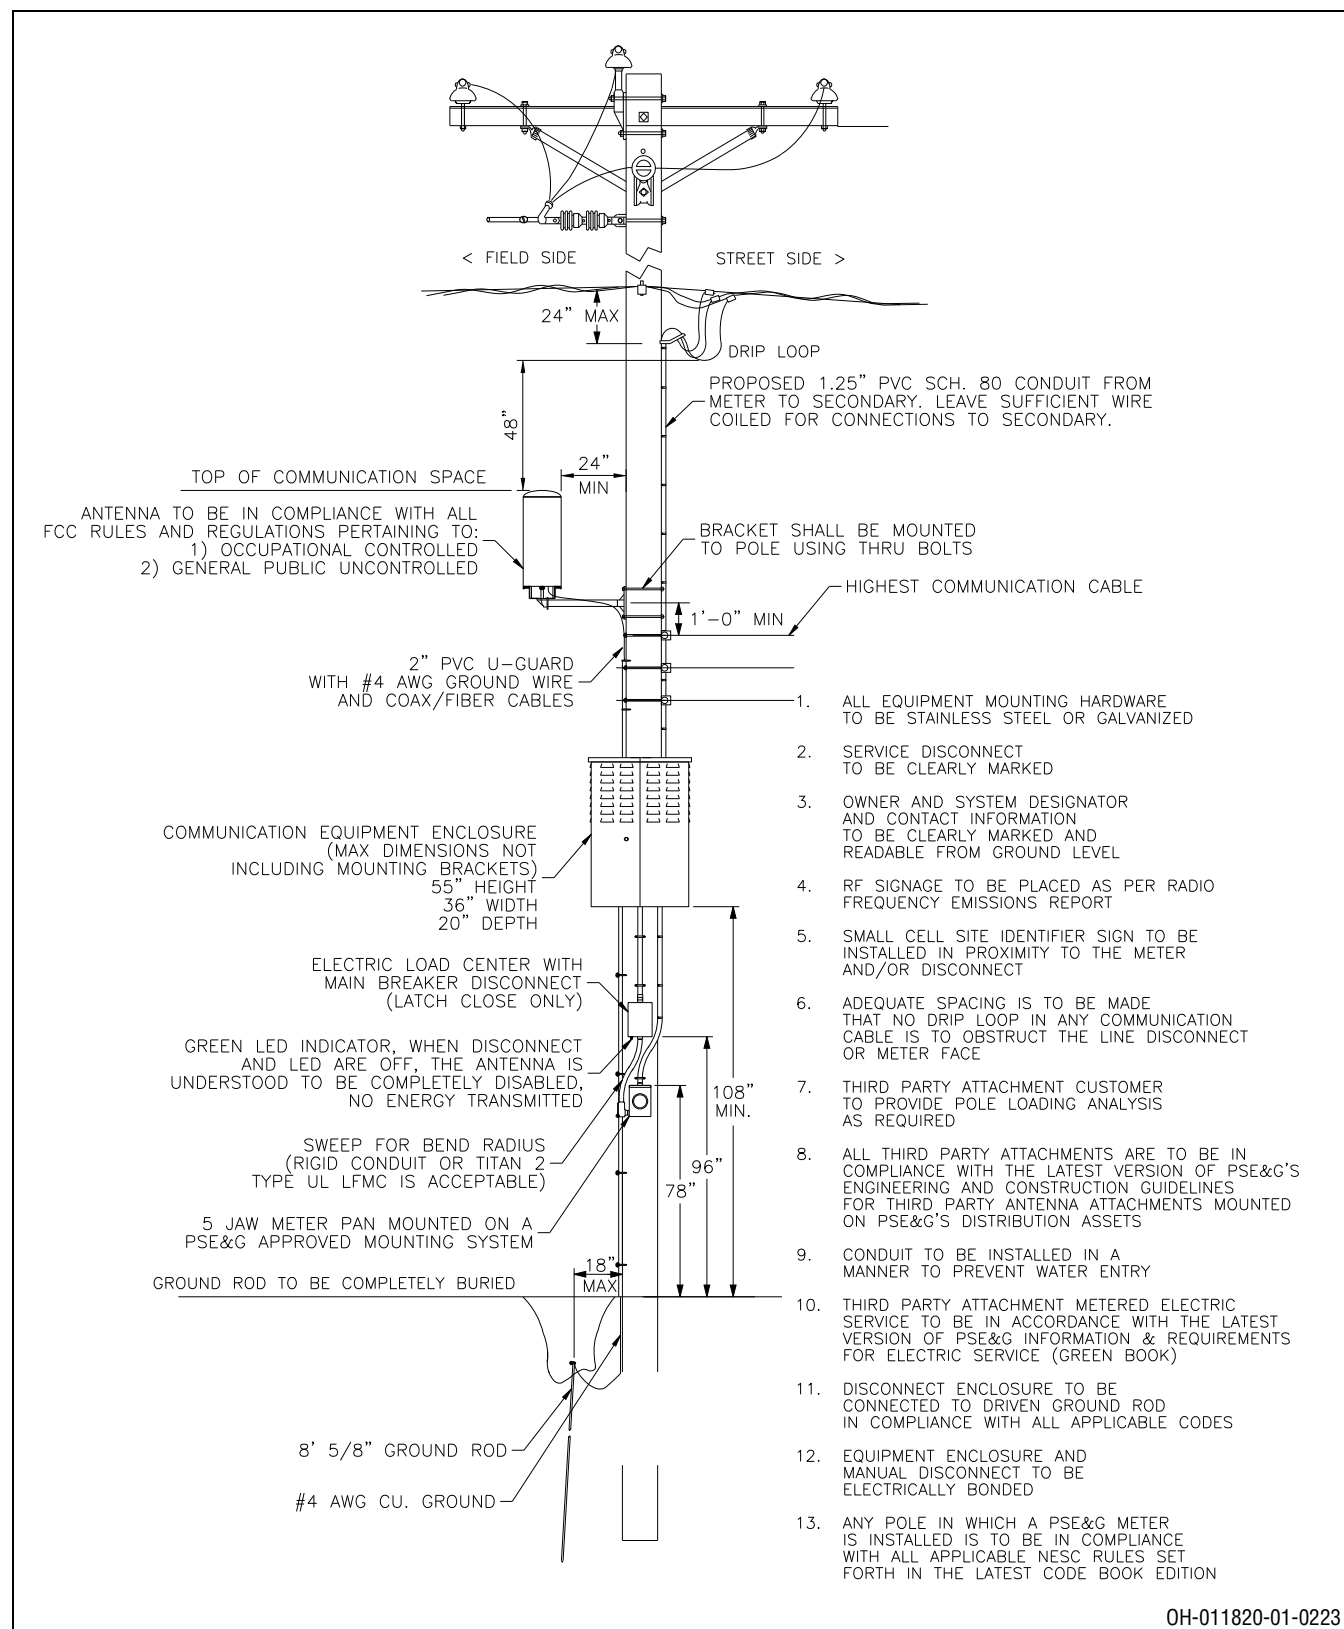 < FIELD SIDE
STREET SIDE >
24" MAX
DRIP LOOP
PROPOSED 1.25" PVC SCH. 80 CONDUIT FROM
METER TO SECONDARY. LEAVE SUFFICIENT WIRE
COILED FOR CONNECTIONS TO SECONDARY.
48"
24"
MIN
TOP OF COMMUNICATION SPACE
ANTENNA TO BE IN COMPLIANCE WITH ALL
FCC RULES AND REGULATIONS PERTAINING TO:
1) OCCUPATIONAL CONTROLLED
2) GENERAL PUBLIC UNCONTROLLED
BRACKET SHALL BE MOUNTED
TO POLE USING THRU BOLTS
HIGHEST COMMUNICATION CABLE
1'-0" MIN
2" PVC U-GUARD
WITH #4 AWG GROUND WIRE
AND COAX/FIBER CABLES
COMMUNICATION EQUIPMENT ENCLOSURE
(MAX DIMENSIONS NOT
INCLUDING MOUNTING BRACKETS)
55" HEIGHT
36" WIDTH
20" DEPTH
ELECTRIC LOAD CENTER WITH
MAIN BREAKER DISCONNECT
(LATCH CLOSE ONLY)
GREEN LED INDICATOR, WHEN DISCONNECT
AND LED ARE OFF, THE ANTENNA IS
UNDERSTOOD TO BE COMPLETELY DISABLED,
NO ENERGY TRANSMITTED
108"
MIN.
96"
78"
SWEEP FOR BEND RADIUS
(RIGID CONDUIT OR TITAN 2
TYPE UL LFMC IS ACCEPTABLE)
5 JAW METER PAN MOUNTED ON A
PSE&G APPROVED MOUNTING SYSTEM
18"
MAX
GROUND ROD TO BE COMPLETELY BURIED
8' 5/8" GROUND ROD
#4 AWG CU. GROUND
1. ALL EQUIPMENT MOUNTING HARDWARE
TO BE STAINLESS STEEL OR GALVANIZED
2. SERVICE DISCONNECT
TO BE CLEARLY MARKED
3. OWNER AND SYSTEM DESIGNATOR
AND CONTACT INFORMATION
TO BE CLEARLY MARKED AND
READABLE FROM GROUND LEVEL
4. RF SIGNAGE TO BE PLACED AS PER RADIO
FREQUENCY EMISSIONS REPORT
5. SMALL CELL SITE IDENTIFIER SIGN TO BE
INSTALLED IN PROXIMITY TO THE METER
AND/OR DISCONNECT
6. ADEQUATE SPACING IS TO BE MADE
THAT NO DRIP LOOP IN ANY COMMUNICATION
CABLE IS TO OBSTRUCT THE LINE DISCONNECT
OR METER FACE
7. THIRD PARTY ATTACHMENT CUSTOMER
TO PROVIDE POLE LOADING ANALYSIS
AS REQUIRED
8. ALL THIRD PARTY ATTACHMENTS ARE TO BE IN
COMPLIANCE WITH THE LATEST VERSION OF PSE&G'S
ENGINEERING AND CONSTRUCTION GUIDELINES
FOR THIRD PARTY ANTENNA ATTACHMENTS MOUNTED
ON PSE&G'S DISTRIBUTION ASSETS
9. CONDUIT TO BE INSTALLED IN A
MANNER TO PREVENT WATER ENTRY
10. THIRD PARTY ATTACHMENT METERED ELECTRIC
SERVICE TO BE IN ACCORDANCE WITH THE LATEST
VERSION OF PSE&G INFORMATION & REQUIREMENTS
FOR ELECTRIC SERVICE (GREEN BOOK)
11. DISCONNECT ENCLOSURE TO BE
CONNECTED TO DRIVEN GROUND ROD
IN COMPLIANCE WITH ALL APPLICABLE CODES
12. EQUIPMENT ENCLOSURE AND
MANUAL DISCONNECT TO BE
ELECTRICALLY BONDED
13. ANY POLE IN WHICH A PSE&G METER
IS INSTALLED IS TO BE IN COMPLIANCE
WITH ALL APPLICABLE NESC RULES SET
FORTH IN THE LATEST CODE BOOK EDITION
OH-011820-01-0223